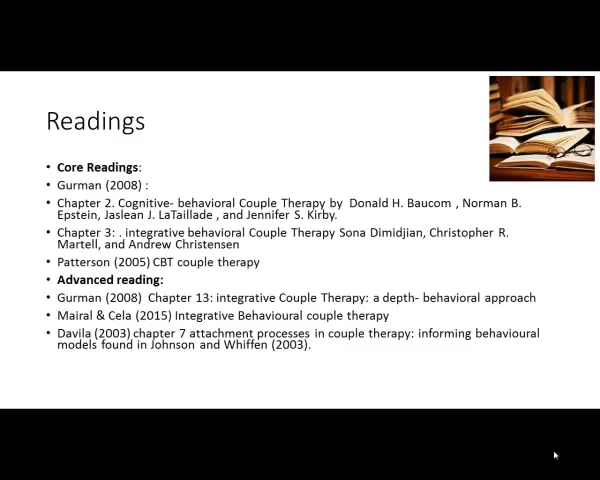 Readings
• Core Readings:
• Gurman (2008) :
• Chapter 2. Cognitive- behavioral Couple Therapy by Donald H. Baucom , Norman B.
Epstein, Jaslean J. LaTaillade , and Jennifer S. Kirby.
• Chapter 3: . integrative behavioral Couple Therapy Sona Dimidjian, Christopher R.
Martell, and Andrew Christensen
• Patterson (2005) CBT couple therapy
• Advanced reading:
• Gurman (2008) Chapter 13: integrative Couple Therapy: a depth- behavioral approach
• Mairal & Cela (2015) Integrative Behavioural couple therapy
• Davila (2003) chapter 7 attachment processes in couple therapy: informing behavioural
models found in Johnson and Whiffen (2003).